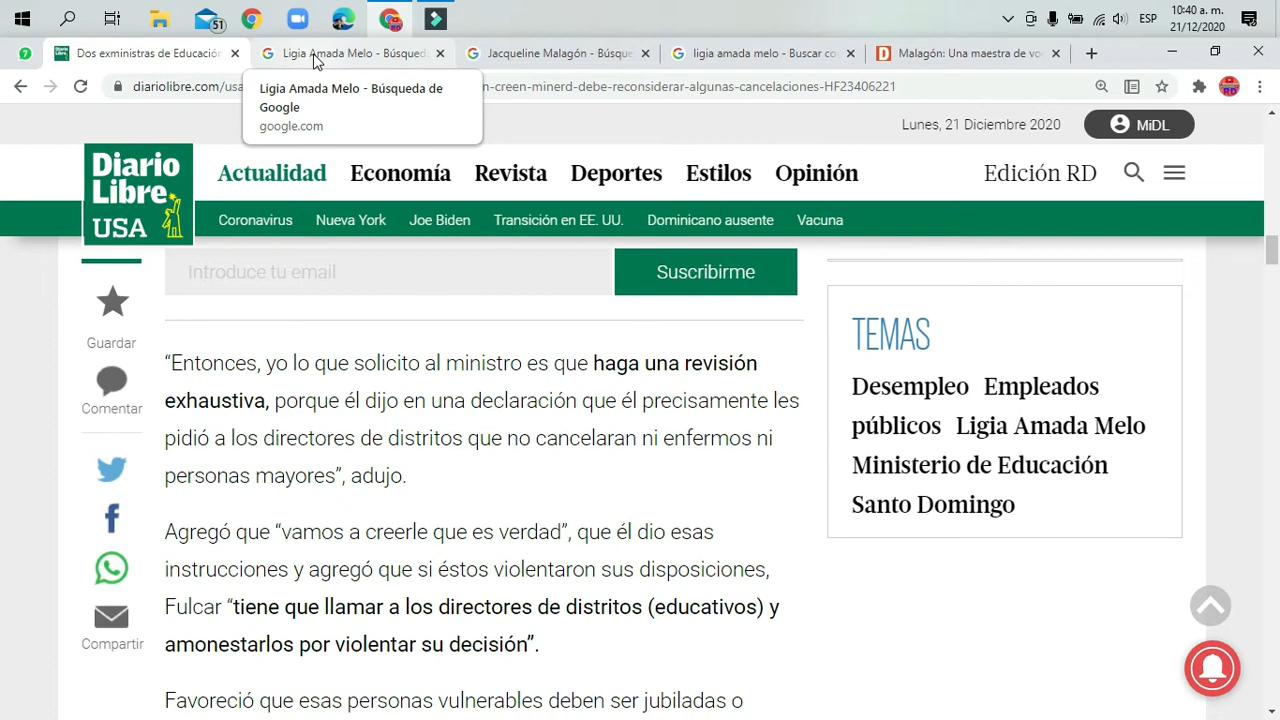 51
10:40 a. m.
ESP
21/12/2020
7
Dos exministras de Educación
Ligia Amada Melo - Búsqueda
Jacqueline Malagón - Búsque
ligia amada melo - Buscar co
Malagón: Una maestra de vo
diariolibre.com/usa
n-creen-minerd-debe-reconsiderar-algunas-cancelaciones-HF23406221
Ligia Amada Melo - Búsqueda de
Google
google.com
Lunes, 21 Diciembre 2020
MiDL
Diario
Libre
USA
Actualidad Economía Revista Deportes Estilos Opinión
Edición RD
Coronavirus Nueva York Joe Biden Transición en EE. UU. Dominicano ausente Vacuna
Introduce tu email
Suscribirme
Guardar
Comentar
Compartir
“Entonces, yo lo que solicito al ministro es que haga una revisión
exhaustiva, porque él dijo en una declaración que él precisamente les
pidió a los directores de distritos que no cancelaran ni enfermos ni
personas mayores”, adujo.
Agregó que “vamos a creerle que es verdad”, que él dio esas
instrucciones y agregó que si éstos violentaron sus disposiciones,
Fulcar “tiene que llamar a los directores de distritos (educativos) y
amonestarlos por violentar su decisión”.
Favoreció que esas personas vulnerables deben ser jubiladas o
TEMAS
Desempleo Empleados
públicos Ligia Amada Melo
Ministerio de Educación
Santo Domingo